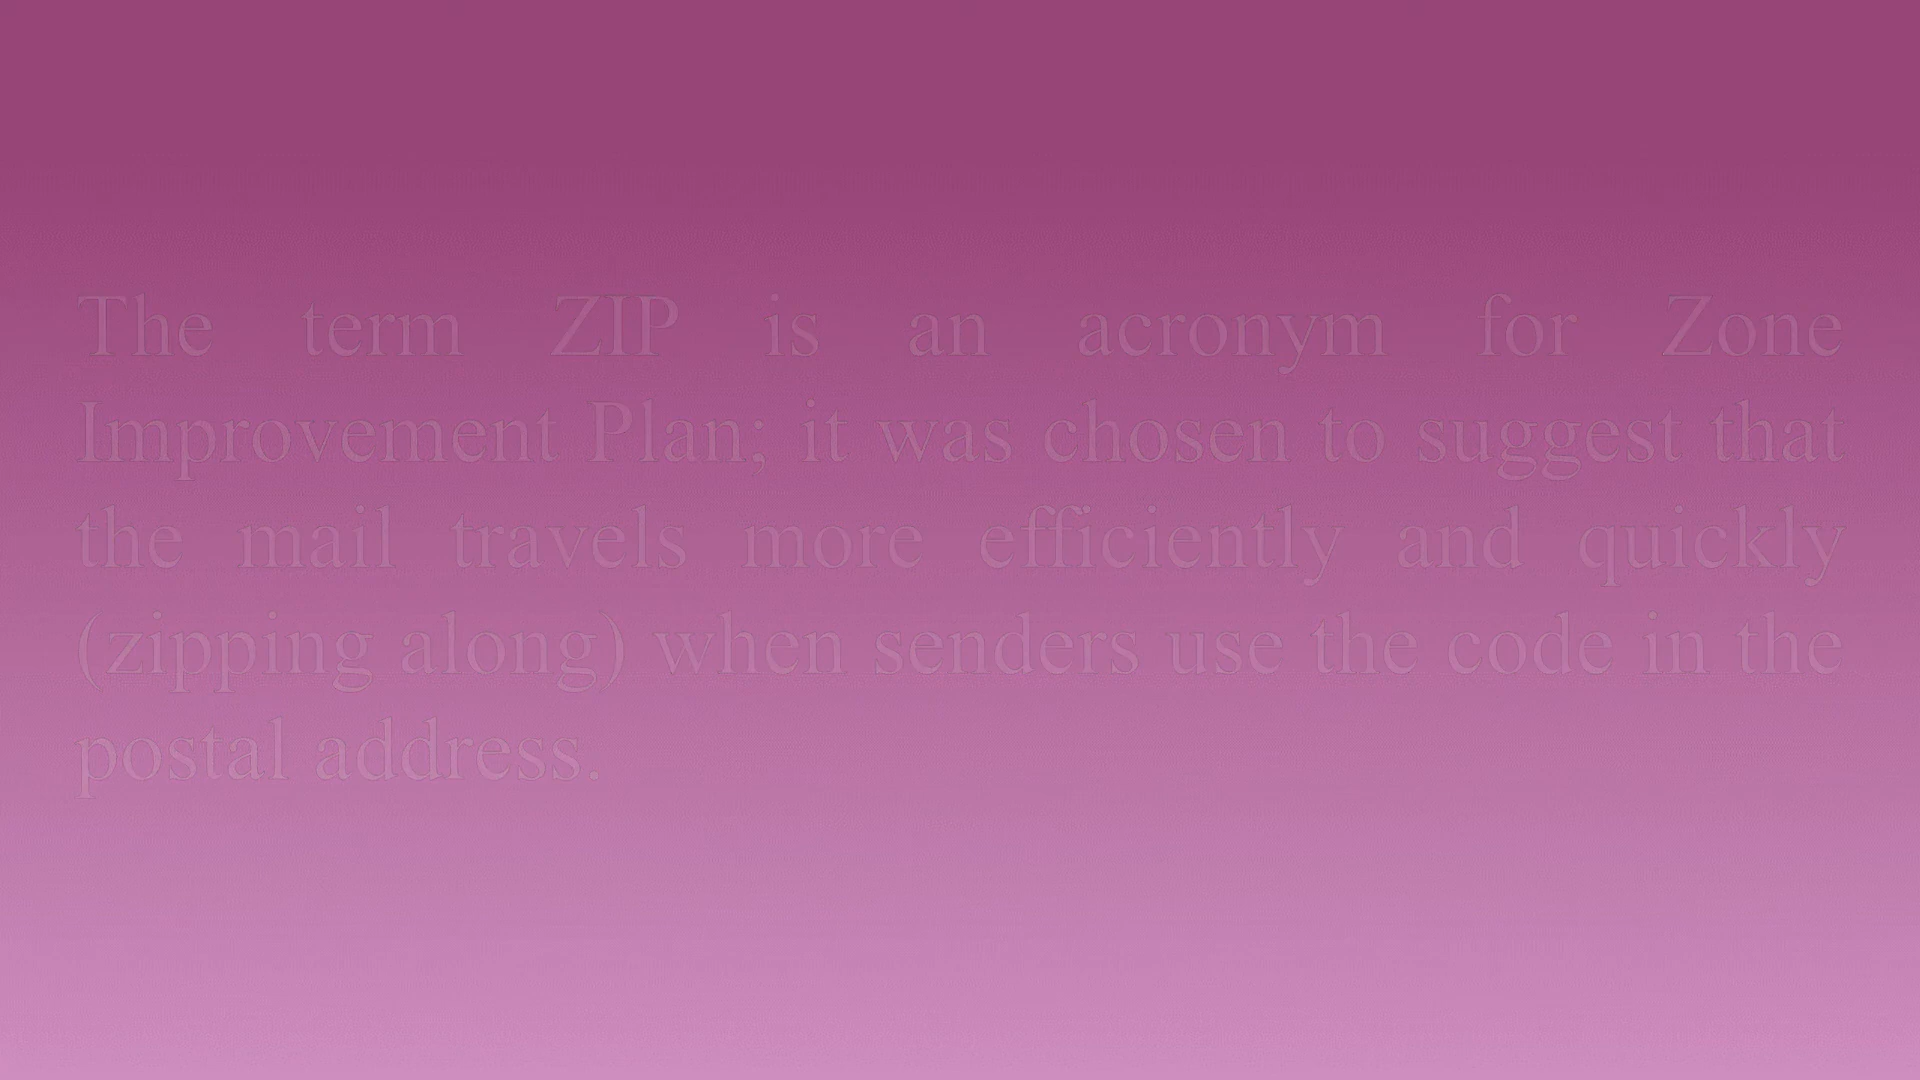 The term ZIP is an acronym for Zone
Improvement Plan; it was chosen to suggest that
the mail travels more efficiently and quickly
(zipping along) when senders use the code in the
postal address.